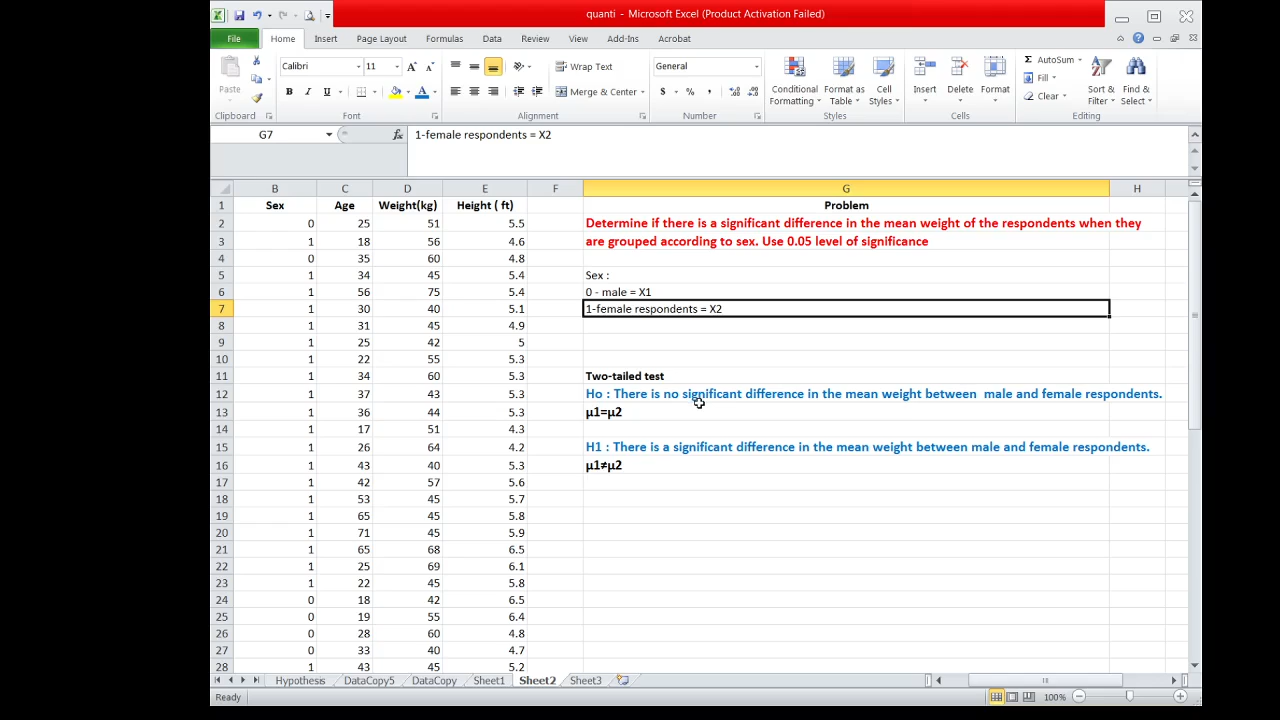 quanti - Microsoft Excel (Product Activation Failed)
File Home Insert Page Layout Formulas Data Review View Add-Ins Acrobat
Paste
Calibri 11 A A
B I U A
Wrap Text
Merge & Center
General
$ % ,
Conditional Formatting
Format as Table
Cell Styles
Insert Delete Format
AutoSum
Fill
Clear
Sort & Filter
Find & Select
Clipboard Font Alignment Number Styles Cells Editing
G7 fx 1-female respondents = X2
B C D E F G H
1 Sex Age Weight(kg) Height ( ft) Problem
2 0 25 51 5.5 Determine if there is a significant difference in the mean weight of the respondents when they
3 1 18 56 4.6 are grouped according to sex. Use 0.05 level of significance
4 0 35 60 4.8
5 1 34 45 5.4 Sex :
6 1 56 75 5.4 0 - male = X1
7 1 30 40 5.1 1-female respondents = X2
8 1 31 45 4.9
9 1 25 42 5
10 1 22 55 5.3
11 1 34 60 5.3 Two-tailed test
12 1 37 43 5.3 Ho : There is no significant difference in the mean weight between male and female respondents.
13 1 36 44 5.3 µ1=µ2
14 1 17 51 4.3
15 1 26 64 4.2 H1 : There is a significant difference in the mean weight between male and female respondents.
16 1 43 40 5.3 µ1≠µ2
17 1 42 57 5.6
18 1 53 45 5.7
19 1 65 45 5.8
20 1 71 45 5.9
21 1 65 68 6.5
22 1 25 69 6.1
23 1 22 45 5.8
24 0 18 42 6.5
25 0 19 55 6.4
26 0 28 60 4.8
27 0 33 40 4.7
28 1 43 45 5.2
Hypothesis DataCopy5 DataCopy Sheet1 Sheet2 Sheet3
Ready 100%